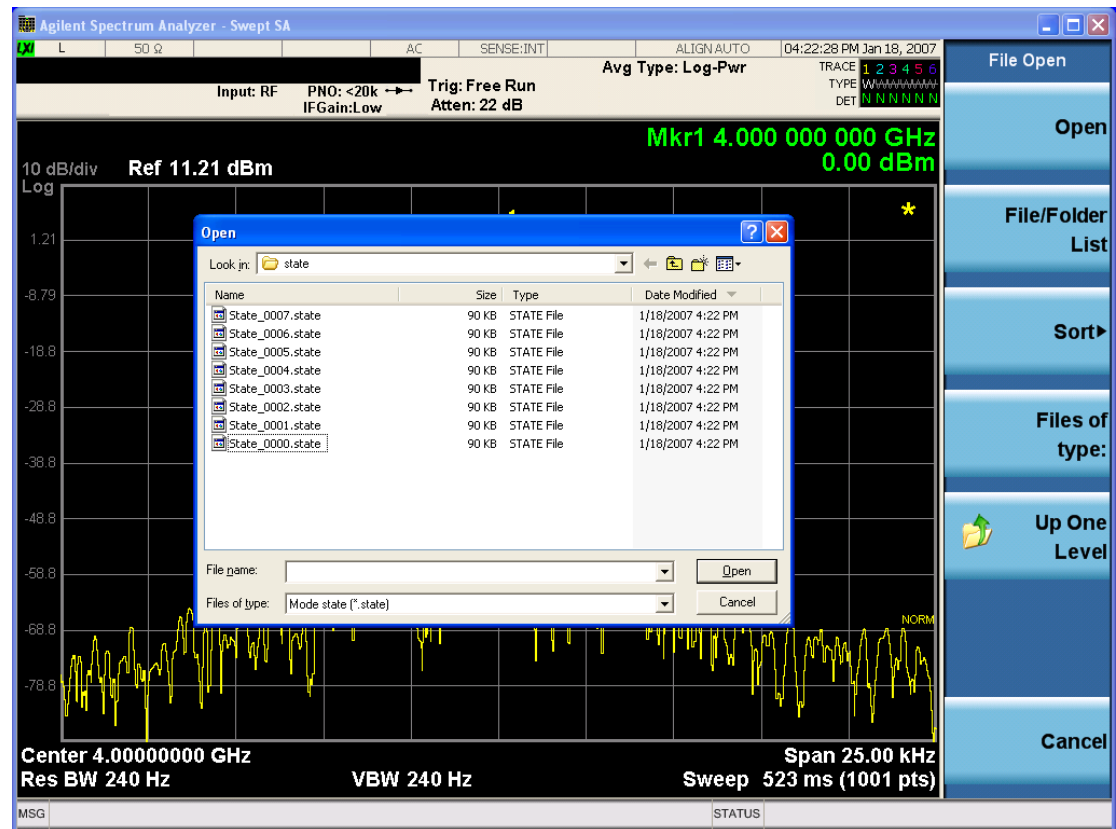 Agilent Spectrum Analyzer - Swept SA
LXI L 50 Ω AC SENSE:INT ALIGN AUTO 04:22:28 PM Jan 18, 2007
Input: RF PNO: <20k IFGain:Low
Trig: Free Run
Atten: 22 dB
Avg Type: Log-Pwr
TRACE 1 2 3 4 5 6
TYPE WWWWWW
DET N N N N N N
Mkr1 4.000 000 000 GHz
0.00 dBm
10 dB/div Ref 11.21 dBm
Log
1.21
-8.79
-18.8
-28.8
-38.8
-48.8
-58.8
-68.8
-78.8
*
NORM
Open
Look in: state
Name Size Type Date Modified
State_0007.state 90 KB STATE File 1/18/2007 4:22 PM
State_0006.state 90 KB STATE File 1/18/2007 4:22 PM
State_0005.state 90 KB STATE File 1/18/2007 4:22 PM
State_0004.state 90 KB STATE File 1/18/2007 4:22 PM
State_0003.state 90 KB STATE File 1/18/2007 4:22 PM
State_0002.state 90 KB STATE File 1/18/2007 4:22 PM
State_0001.state 90 KB STATE File 1/18/2007 4:22 PM
State_0000.state 90 KB STATE File 1/18/2007 4:22 PM
File name: Open
Files of type: Mode state (*.state) Cancel
Center 4.00000000 GHz Span 25.00 kHz
Res BW 240 Hz VBW 240 Hz Sweep 523 ms (1001 pts)
MSG STATUS
File Open
Open
File/Folder
List
Sort
Files of
type:
Up One
Level
Cancel